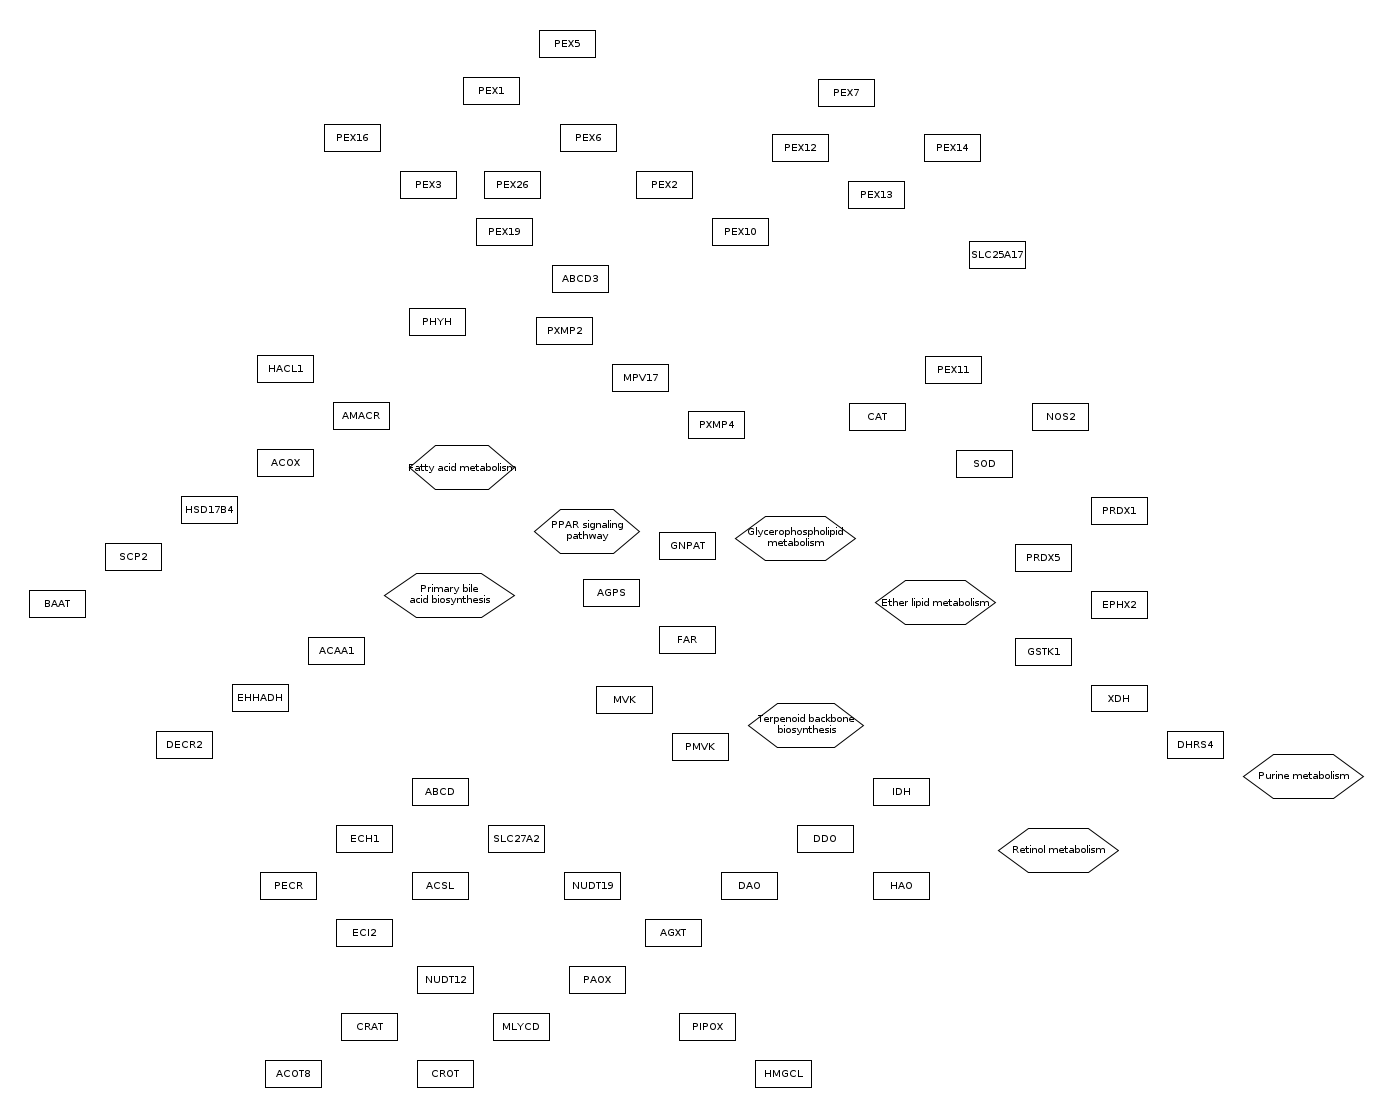 PEX5
PEX1
PEX7
PEX16
PEX6
PEX12
PEX14
PEX3
PEX26
PEX2
PEX13
PEX19
PEX10
SLC25A17
ABCD3
PHYH
PXMP2
HACL1
MPV17
PEX11
AMACR
PXMP4
CAT
NOS2
ACOX
Fatty acid metabolism
SOD
HSD17B4
PRDX1
PPAR signaling
pathway
GNPAT
Glycerophospholipid
metabolism
SCP2
PRDX5
Primary bile
acid biosynthesis
AGPS
Ether lipid metabolism
BAAT
EPHX2
FAR
ACAA1
GSTK1
EHHADH
MVK
XDH
Terpenoid backbone
biosynthesis
DECR2
PMVK
DHRS4
Purine metabolism
ABCD
IDH
ECH1
SLC27A2
DDO
Retinol metabolism
PECR
ACSL
NUDT19
DAO
HAO
ECI2
AGXT
NUDT12
PAOX
CRAT
MLYCD
PIPOX
ACOT8
CROT
HMGCL